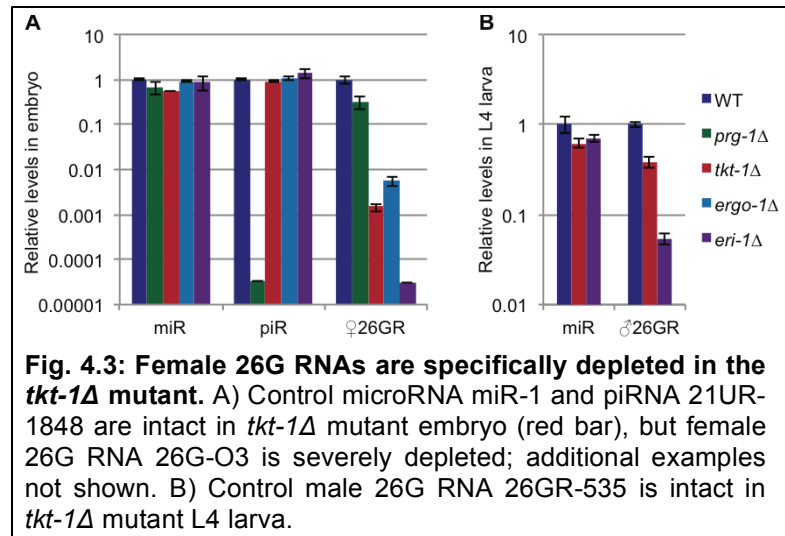 A
Relative levels in embryo
10
1
0.1
0.01
0.001
0.0001
0.00001
miR
piR
♀26GR
B
Relative levels in L4 larva
10
1
0.1
0.01
miR
♂26GR
WT
prg-1Δ
tkt-1Δ
ergo-1Δ
eri-1Δ
Fig. 4.3: Female 26G RNAs are specifically depleted in the
tkt-1Δ mutant. A) Control microRNA miR-1 and piRNA 21UR-
1848 are intact in tkt-1Δ mutant embryo (red bar), but female
26G RNA 26G-O3 is severely depleted; additional examples
not shown. B) Control male 26G RNA 26GR-535 is intact in
tkt-1Δ mutant L4 larva.